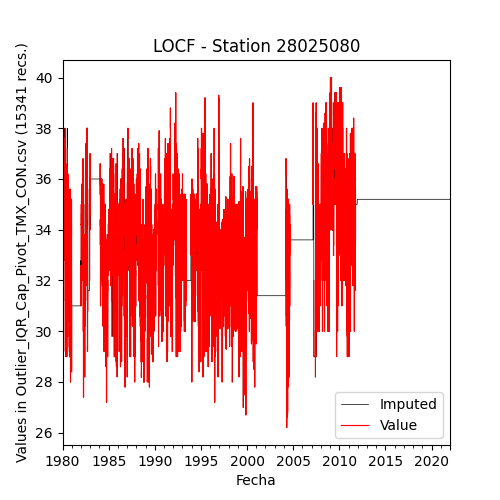 LOCF - Station 28025080
Values in Outlier_IQR_Cap_Pivot_TMX_CON.csv (15341 recs.)
40
38
36
34
32
30
28
26
Imputed
Value
1980 1985 1990 1995 2000 2005 2010 2015 2020
Fecha